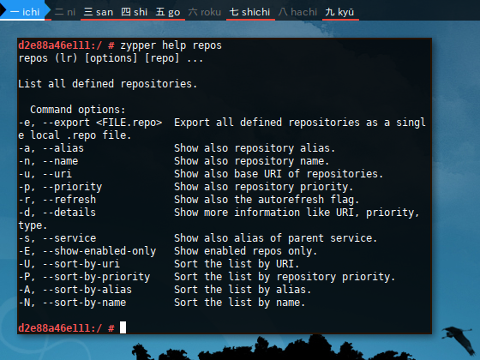 一 ichi 二 ni 三 san 四 shi 五 go 六 roku 七 shichi 八 hachi 九 kyū
d2e88a46e111:/ # zypper help repos
repos (lr) [options] [repo] ...
List all defined repositories.
Command options:
-e, --export <FILE.repo>  Export all defined repositories as a singl
e local .repo file.
-a, --alias               Show also repository alias.
-n, --name                Show also repository name.
-u, --uri                 Show also base URI of repositories.
-p, --priority            Show also repository priority.
-r, --refresh             Show also the autorefresh flag.
-d, --details             Show more information like URI, priority,
type.
-s, --service             Show also alias of parent service.
-E, --show-enabled-only   Show enabled repos only.
-U, --sort-by-uri         Sort the list by URI.
-P, --sort-by-priority    Sort the list by repository priority.
-A, --sort-by-alias       Sort the list by alias.
-N, --sort-by-name        Sort the list by name.
d2e88a46e111:/ #